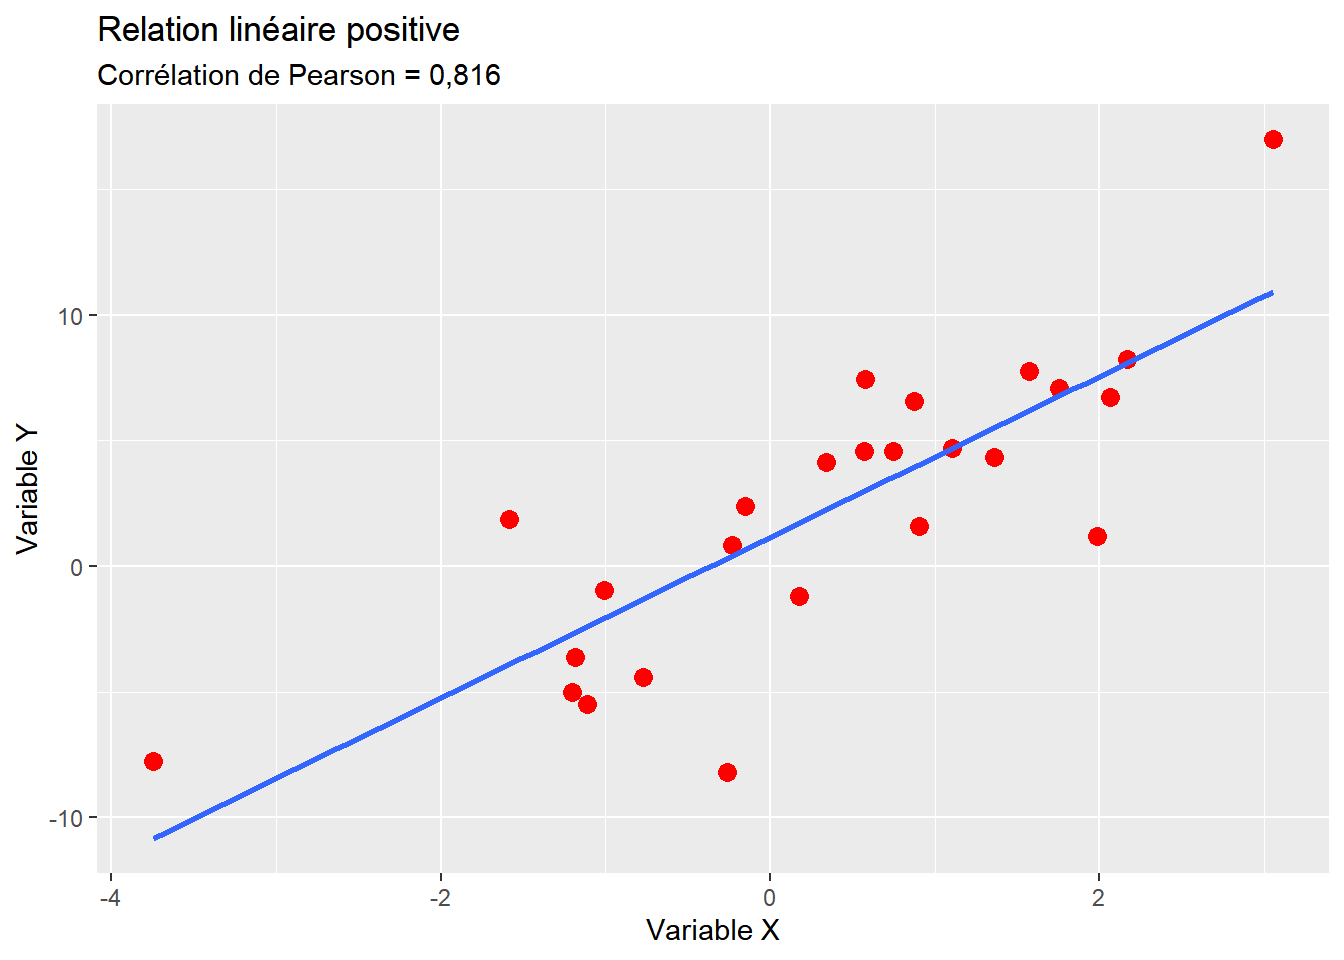 Relation linéaire positive
Corrélation de Pearson = 0,816
10
0
-10
-4 -2 0 2
Variable X
Variable Y